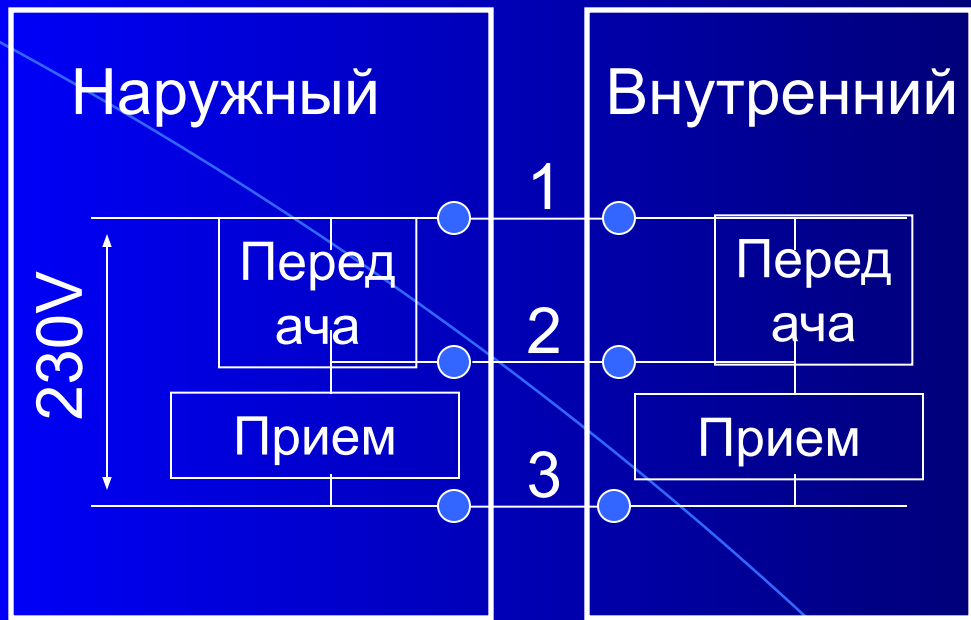 Наружный
Внутренний
1
Перед
ача
Перед
ача
230V
2
Прием
Прием
3